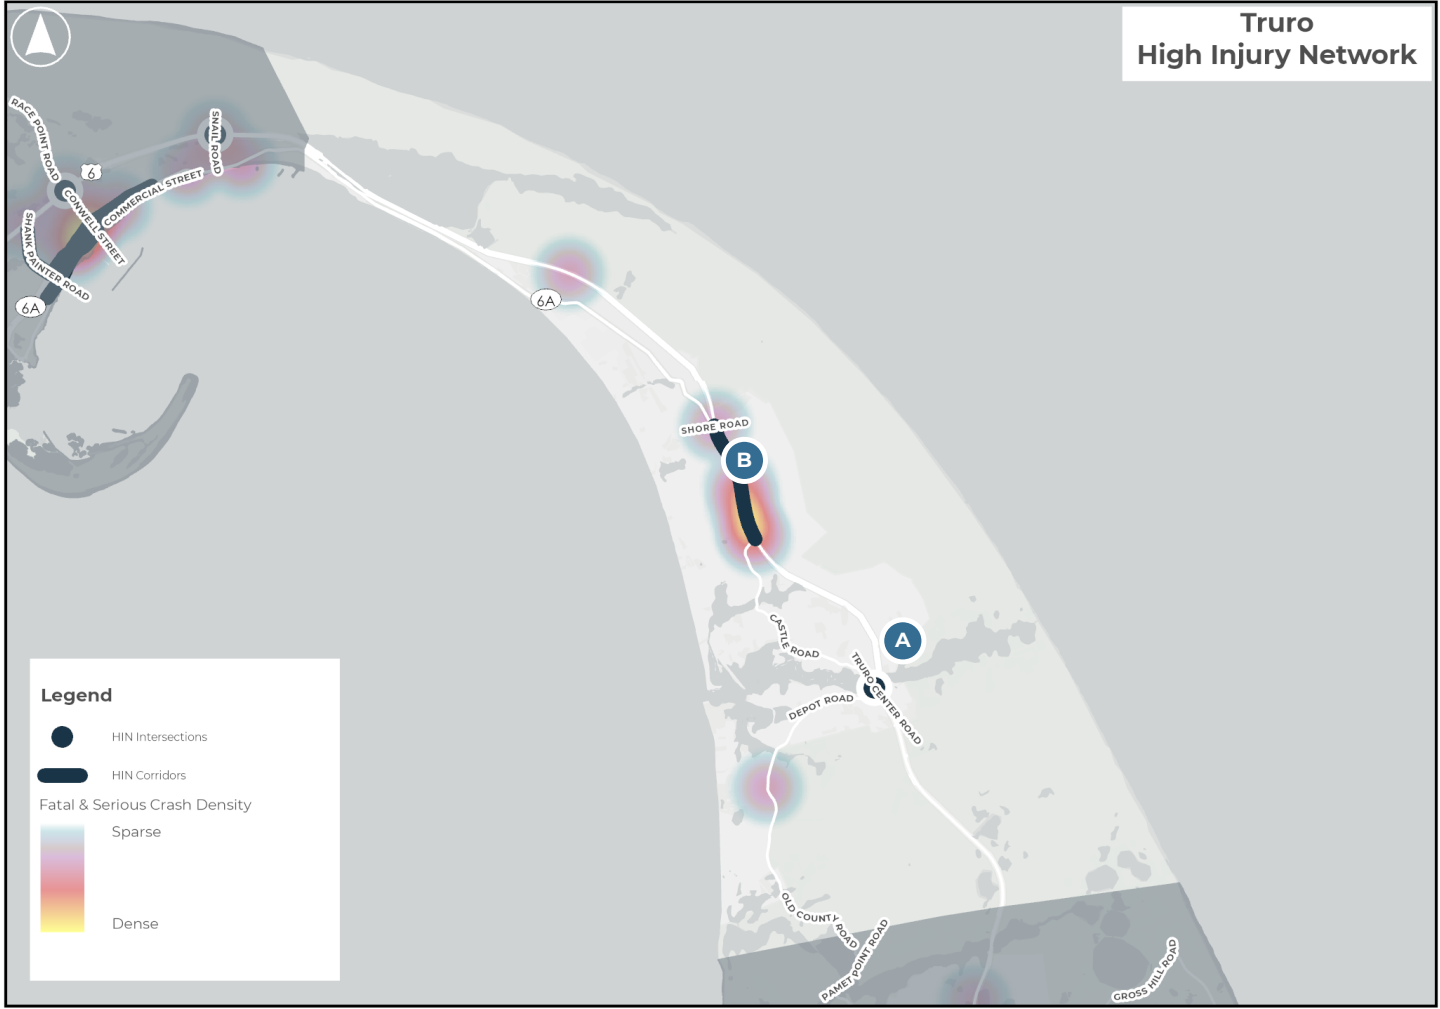 Truro
High Injury Network
RACE POINT ROAD
SNAIL ROAD
6
COMMERCIAL STREET
CONWELL STREET
SHANK PAINTER ROAD
6A
6A
SHORE ROAD
B
A
CASTLE ROAD
TRURO CENTER ROAD
DEPOT ROAD
OLD COUNTY ROAD
PAMET POINT ROAD
GROSS HILL ROAD
Legend
HIN Intersections
HIN Corridors
Fatal & Serious Crash Density
Sparse
Dense